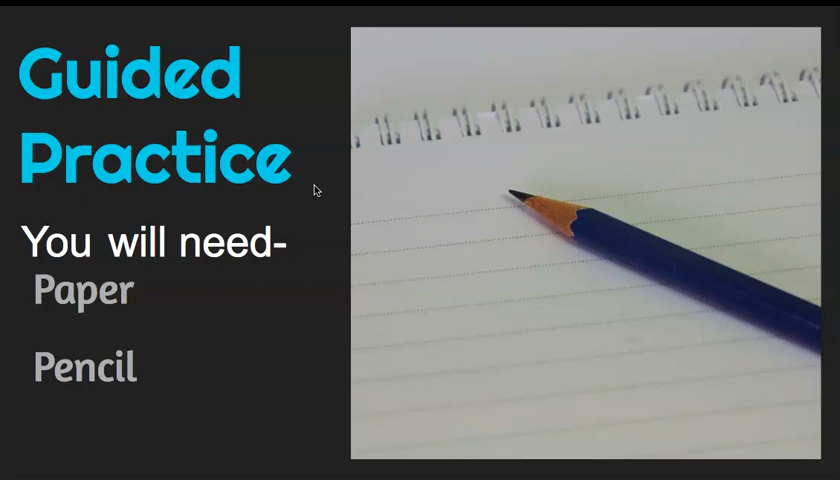 Guided
Practice
You will need-
Paper
Pencil